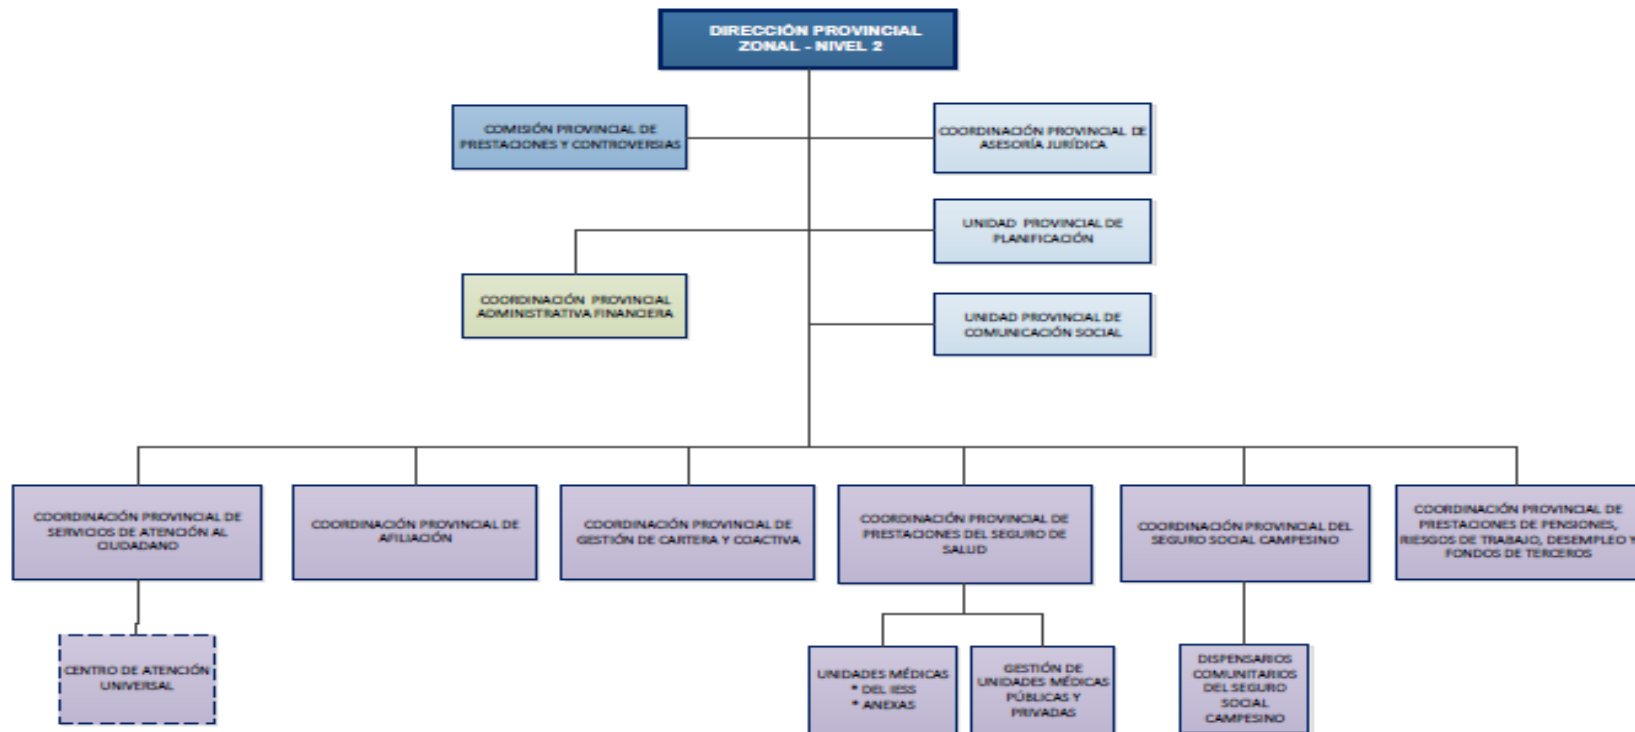 DIRECCIÓN PROVINCIAL
ZONAL - NIVEL 2
COMISIÓN PROVINCIAL DE
PRESTACIONES Y CONTROVERSIAS
COORDINACIÓN PROVINCIAL DE
ASESORÍA JURÍDICA
UNIDAD PROVINCIAL DE
PLANIFICACIÓN
COORDINACIÓN PROVINCIAL
ADMINISTRATIVA FINANCIERA
UNIDAD PROVINCIAL DE
COMUNICACIÓN SOCIAL
COORDINACIÓN PROVINCIAL DE
SERVICIOS DE ATENCIÓN AL
CIUDADANO
COORDINACIÓN PROVINCIAL DE
AFILIACIÓN
COORDINACIÓN PROVINCIAL DE
GESTIÓN DE CARTERA Y COACTIVA
COORDINACIÓN PROVINCIAL DE
PRESTACIONES DEL SEGURO DE
SALUD
COORDINACIÓN PROVINCIAL DEL
SEGURO SOCIAL CAMPESINO
COORDINACIÓN PROVINCIAL DE
PRESTACIONES DE PENSIONES,
RIESGOS DE TRABAJO, DESEMPLEO Y
FONDOS DE TERCEROS
CENTRO DE ATENCIÓN
UNIVERSAL
UNIDADES MÉDICAS
* DEL IESS
* ANEXAS
GESTIÓN DE
UNIDADES MÉDICAS
PÚBLICAS Y
PRIVADAS
DISPENSARIOS
COMUNITARIOS
DEL SEGURO
SOCIAL
CAMPESINO